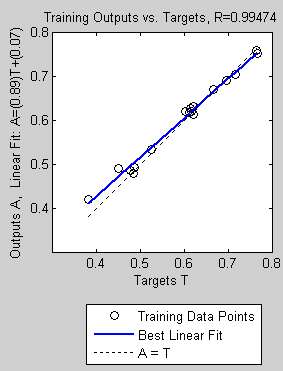 Training Outputs vs. Targets, R=0.99474
Outputs A, Linear Fit: A=(0.89)T+(0.07)
0.8
0.7
0.6
0.5
0.4
0.4 0.5 0.6 0.7 0.8
Targets T
Training Data Points
Best Linear Fit
A = T